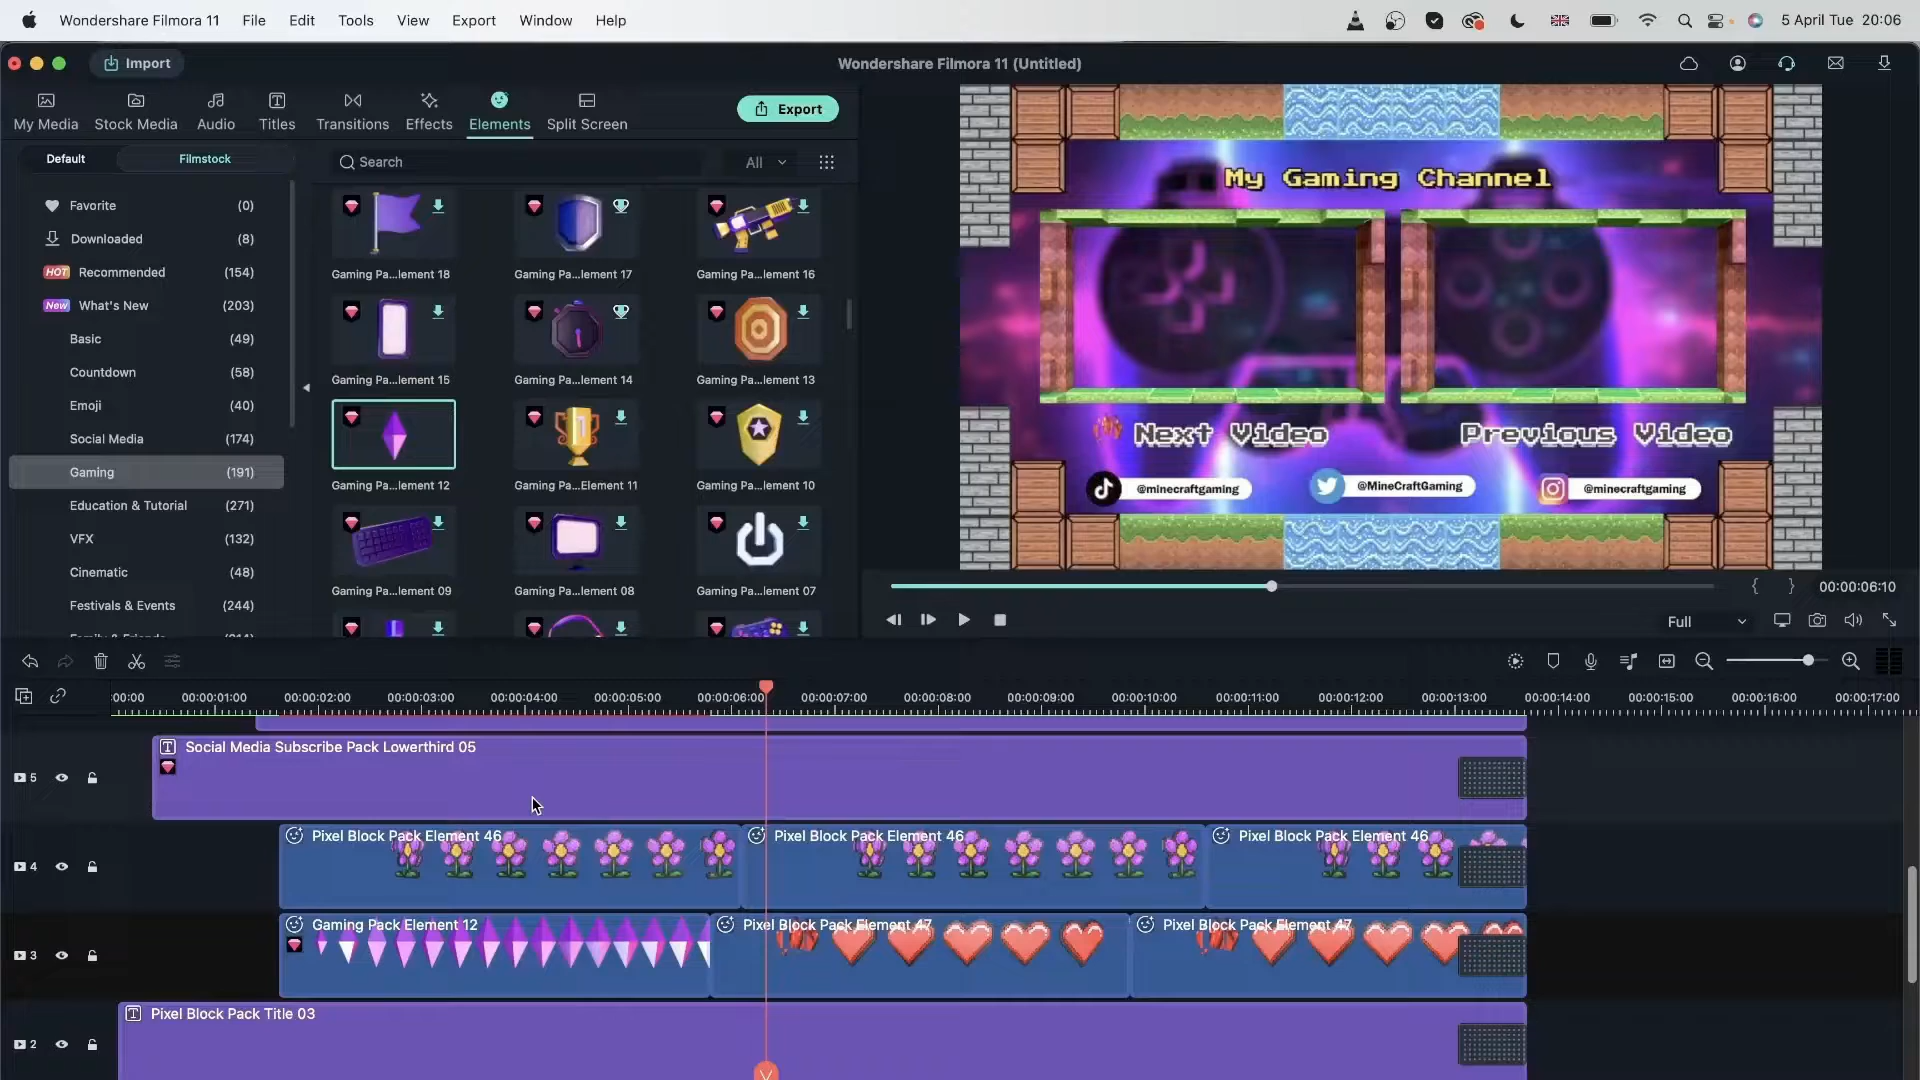 Wondershare Filmora 11 File Edit Tools View Export Window Help 5 April Tue 20:06
Import Wondershare Filmora 11 (Untitled)
My Media Stock Media Audio Titles Transitions Effects Elements Split Screen Export
Default Filmstock Search All
Favorite (0)
Downloaded (8)
HOT Recommended (154)
New What's New (203)
Basic (49)
Countdown (58)
Emoji (40)
Social Media (174)
Gaming (191)
Education & Tutorial (271)
VFX (132)
Cinematic (48)
Festivals & Events (244)
Gaming Pa...lement 18 Gaming Pa...lement 17 Gaming Pa...lement 16
Gaming Pa...lement 15 Gaming Pa...lement 14 Gaming Pa...lement 13
Gaming Pa...lement 12 Gaming Pa...Element 11 Gaming Pa...lement 10
Gaming Pa...lement 09 Gaming Pa...lement 08 Gaming Pa...lement 07
My Gaming Channel
Next Video Previous Video
@minecraftgaming @MineCraftGaming @minecraftgaming
{ } 00:00:06:10
Full
:00:00 00:00:01:00 00:00:02:00 00:00:03:00 00:00:04:00 00:00:05:00 00:00:06:00 00:00:07:00 00:00:08:00 00:00:09:00 00:00:10:00 00:00:11:00 00:00:12:00 00:00:13:00 00:00:14:00 00:00:15:00 00:00:16:00 00:00:17:00
Social Media Subscribe Pack Lowerthird 05
5
Pixel Block Pack Element 46 Pixel Block Pack Element 46 Pixel Block Pack Element 46
4
Gaming Pack Element 12 Pixel Block Pack Element 47 Pixel Block Pack Element 47
3
Pixel Block Pack Title 03
2